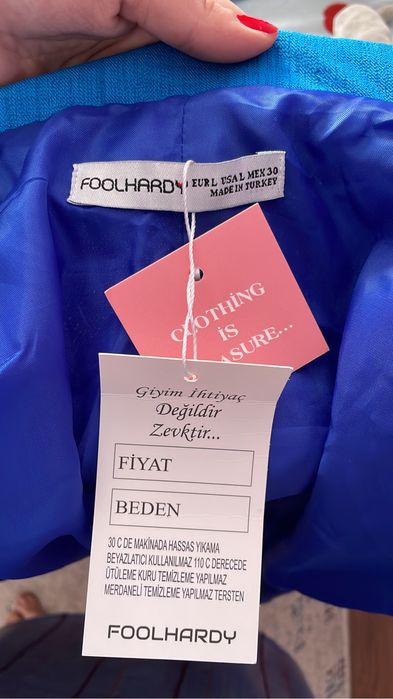 FOOLHARDY EUR L USA L MEX 30
MADE IN TURKEY
CLOTHING
IS
ASURE...
Giyim İhtiyaç
Değildir
Zevktir...
FİYAT
BEDEN
30 C DE MAKİNADA HASSAS YIKAMA
BEYAZLATICI KULLANILMAZ 110 C DERECEDE
ÜTÜLEME KURU TEMİZLEME YAPILMAZ
MERDANELİ TEMİZLEME YAPILMAZ TERSTEN
FOOLHARDY